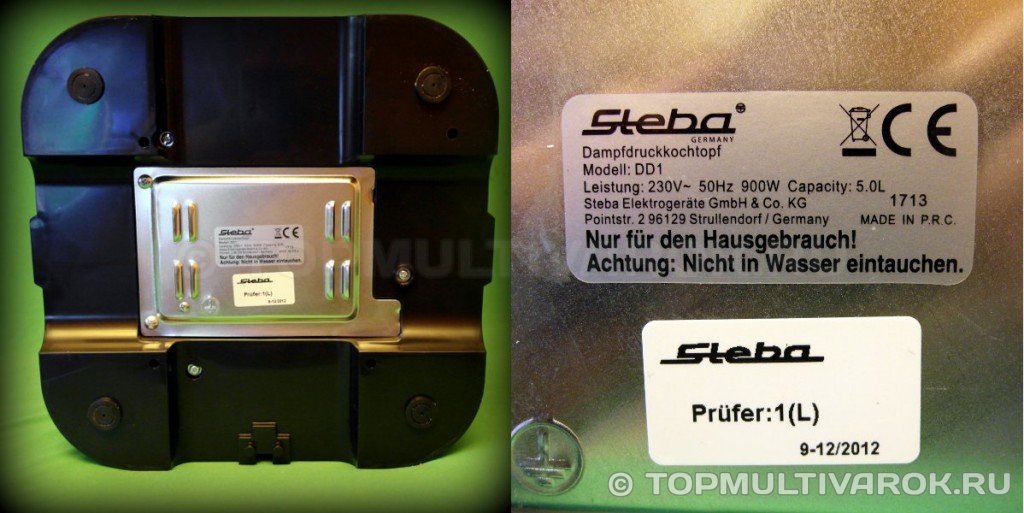 Steba
GERMANY
Dampfdruckkochtopf
Modell: DD1
Leistung: 230V~ 50Hz 900W Capacity: 5.0L
Steba Elektrogeräte GmbH & Co. KG 1713
Pointstr. 2 96129 Strullendorf / Germany MADE IN P.R.C.
Nur für den Hausgebrauch!
Achtung: Nicht in Wasser eintauchen.
CE
Steba
Prüfer:1(L)
9-12/2012
Steba
CE
Nur für den Hausgebrauch!
Achtung: Nicht in Wasser eintauchen.
Steba
Prüfer:1(L)
9-12/2012
© TOPMULTIVAROK.RU